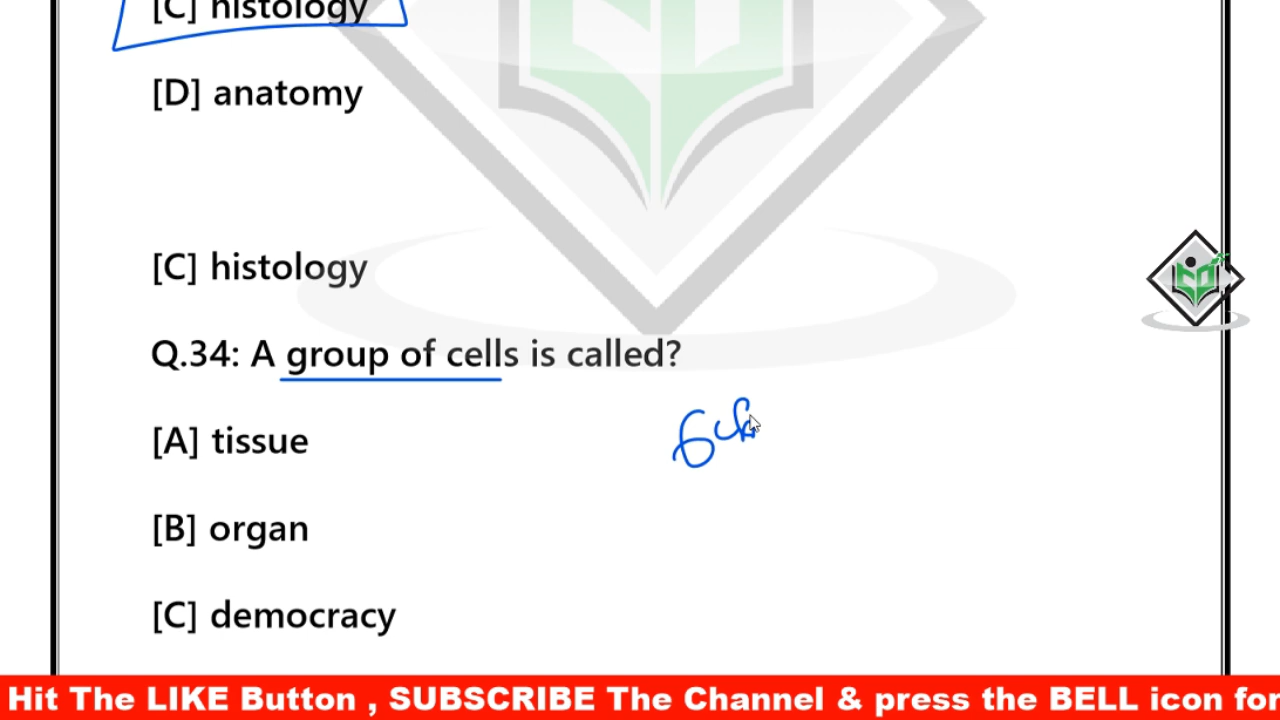 [C] histology
[D] anatomy
[C] histology
Q.34: A group of cells is called?
[A] tissue
[B] organ
[C] democracy
Hit The LIKE Button , SUBSCRIBE The Channel & press the BELL icon for